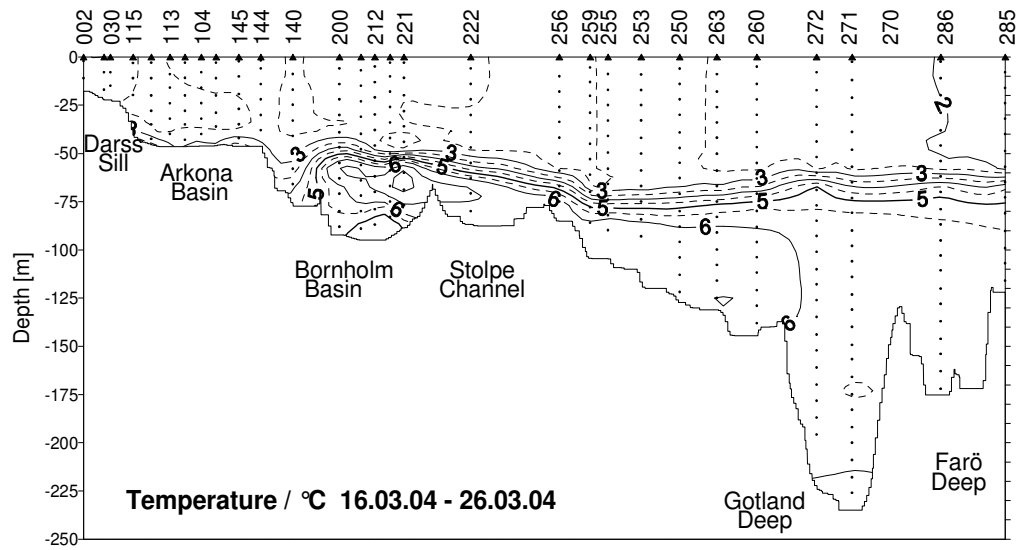 002 030 115 113 104 145 144 140 200 212 221 222 256 259 255 253 250 263 260 272 271 270 286 285
0
-25
-50
-75
-100
-125
-150
-175
-200
-225
-250
Depth [m]
Darss
Sill
Arkona
Basin
Bornholm
Basin
Stolpe
Channel
Gotland
Deep
Farö
Deep
3
3
5
6
6
3
5
6
3
5
6
3
5
6
2
3
5
Temperature / °C 16.03.04 - 26.03.04